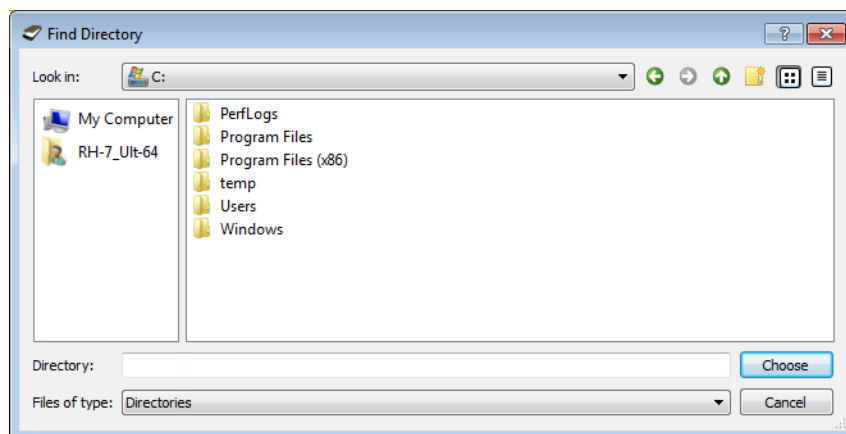 Find Directory
Look in: C:
My Computer
RH-7_Ult-64
PerfLogs
Program Files
Program Files (x86)
temp
Users
Windows
Directory:
Choose
Files of type: Directories
Cancel